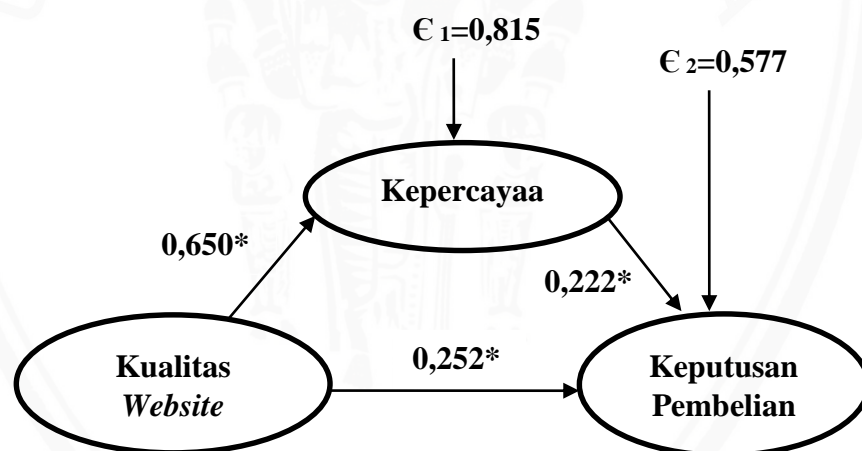 Є 1=0,815
Є 2=0,577
Kepercayaa
0,650*
0,222*
0,252*
Kualitas
Website
Keputusan
Pembelian